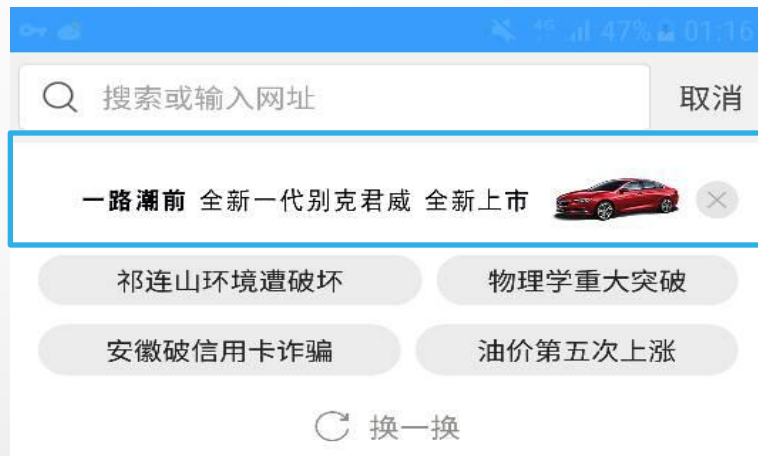 4G 47% 01:16
搜索或输入网址 取消
一路潮前 全新一代别克君威 全新上市
祁连山环境遭破坏 物理学重大突破
安徽破信用卡诈骗 油价第五次上涨
换一换